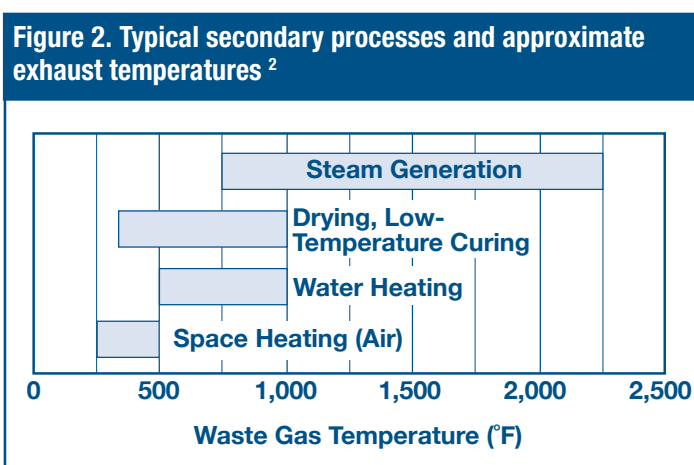 Figure 2. Typical secondary processes and approximate
exhaust temperatures ²
Steam Generation
Drying, Low-
Temperature Curing
Water Heating
Space Heating (Air)
0 500 1,000 1,500 2,000 2,500
Waste Gas Temperature (°F)